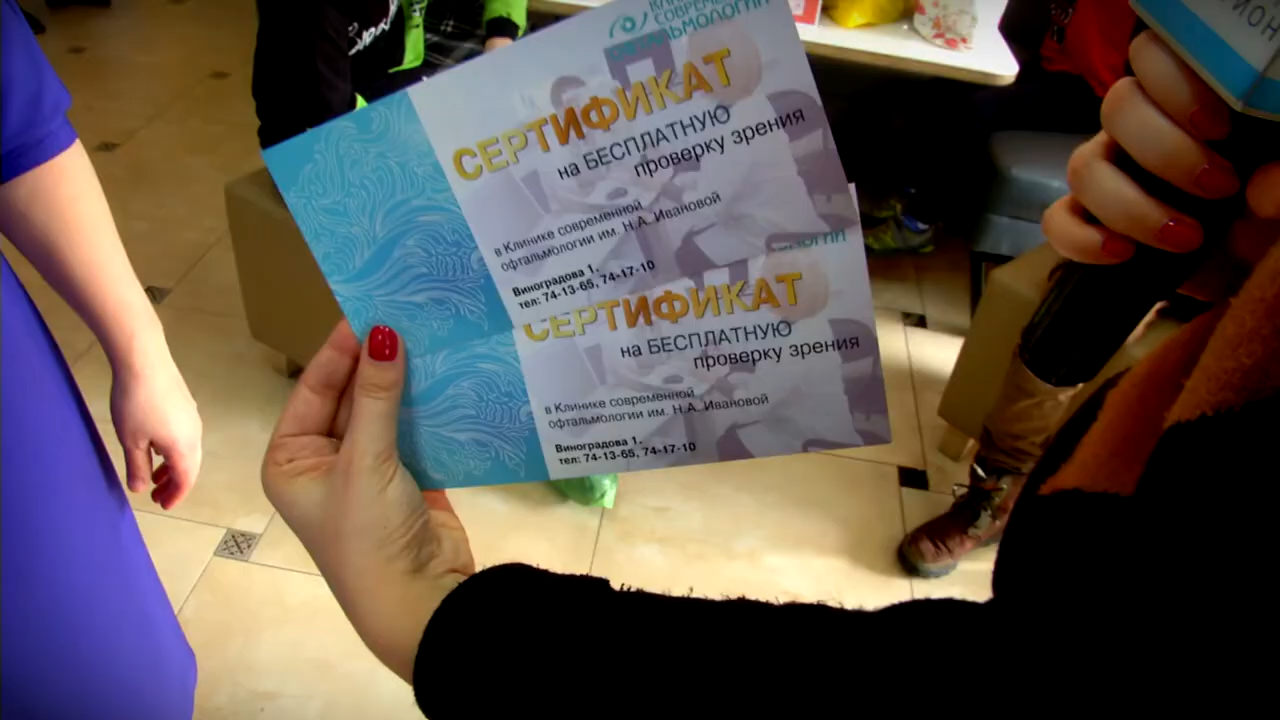 СОВРЕМЕННОЙ
ОФТАЛЬМОЛОГИИ
СЕРТИФИКАТ
на БЕСПЛАТНУЮ
проверку зрения
в Клинике современной
офтальмологии им. Н.А. Ивановой
Виноградова 1.
тел: 74-13-65, 74-17-10
СЕРТИФИКАТ
на БЕСПЛАТНУЮ
проверку зрения
в Клинике современной
офтальмологии им. Н.А. Ивановой
Виноградова 1.
тел: 74-13-65, 74-17-10